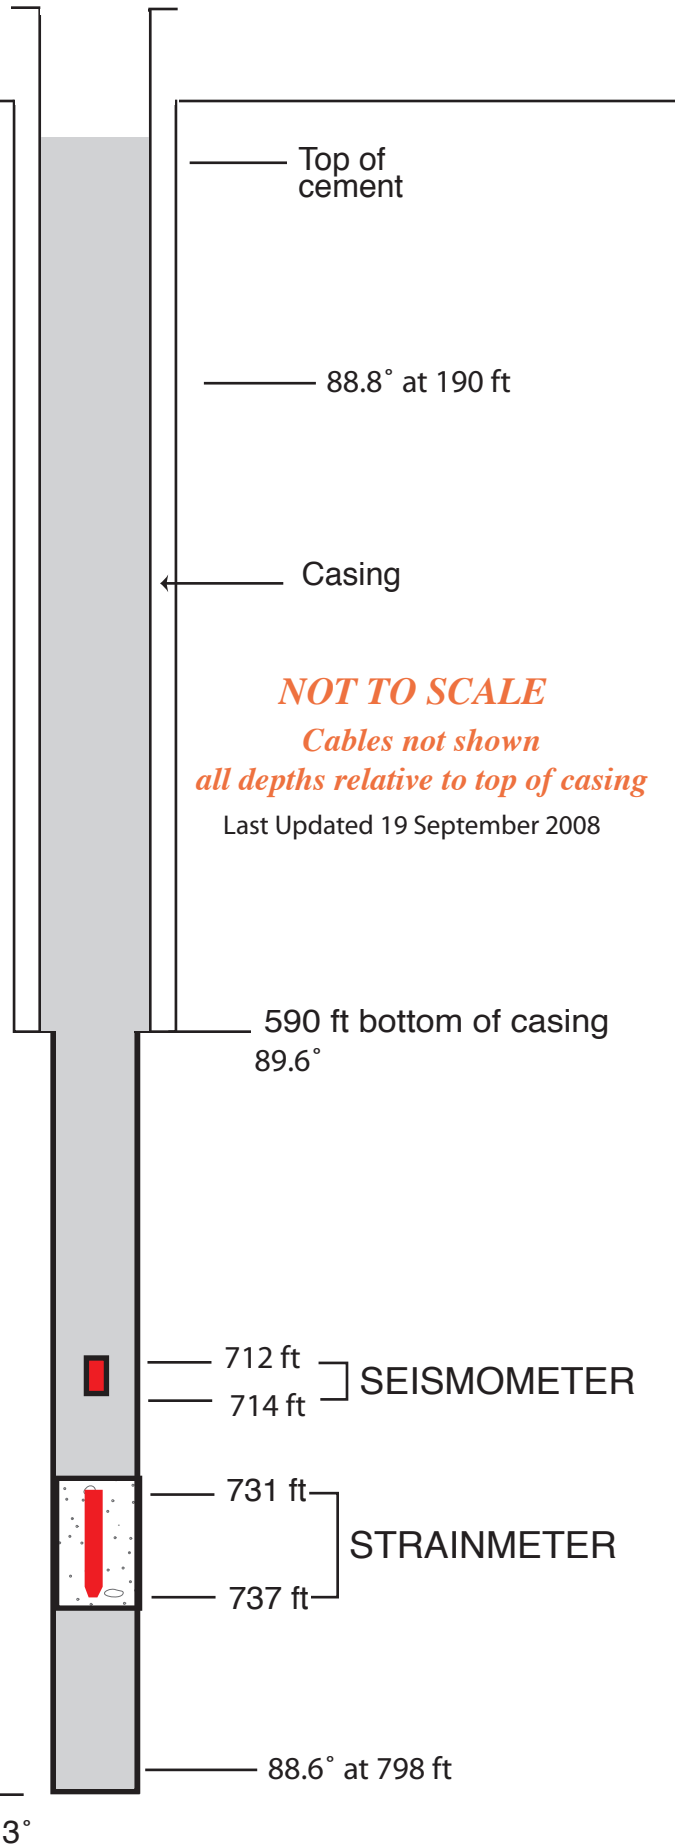 Top of
cement
88.8˚ at 190 ft
Casing
NOT TO SCALE
Cables not shown
all depths relative to top of casing
Last Updated 19 September 2008
590 ft bottom of casing
89.6˚
712 ft
SEISMOMETER
714 ft
731 ft
STRAINMETER
737 ft
88.6˚ at 798 ft
3˚